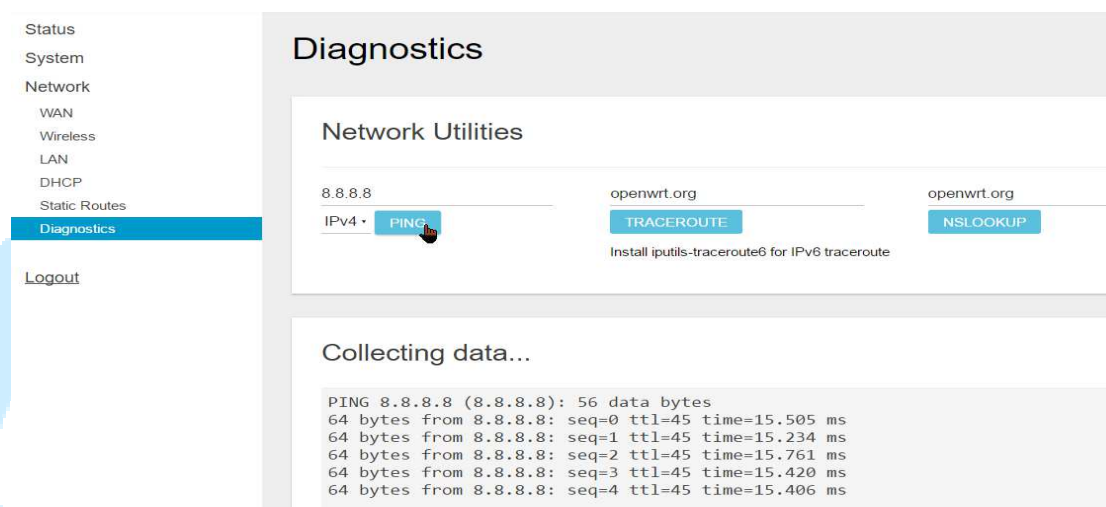 Status
System
Network
WAN
Wireless
LAN
DHCP
Static Routes
Diagnostics
Logout
Diagnostics
Network Utilities
8.8.8.8
IPv4
PING
openwrt.org
TRACEROUTE
Install iputils-traceroute6 for IPv6 traceroute
openwrt.org
NSLOOKUP
Collecting data...
PING 8.8.8.8 (8.8.8.8): 56 data bytes
64 bytes from 8.8.8.8: seq=0 ttl=45 time=15.505 ms
64 bytes from 8.8.8.8: seq=1 ttl=45 time=15.234 ms
64 bytes from 8.8.8.8: seq=2 ttl=45 time=15.761 ms
64 bytes from 8.8.8.8: seq=3 ttl=45 time=15.420 ms
64 bytes from 8.8.8.8: seq=4 ttl=45 time=15.406 ms